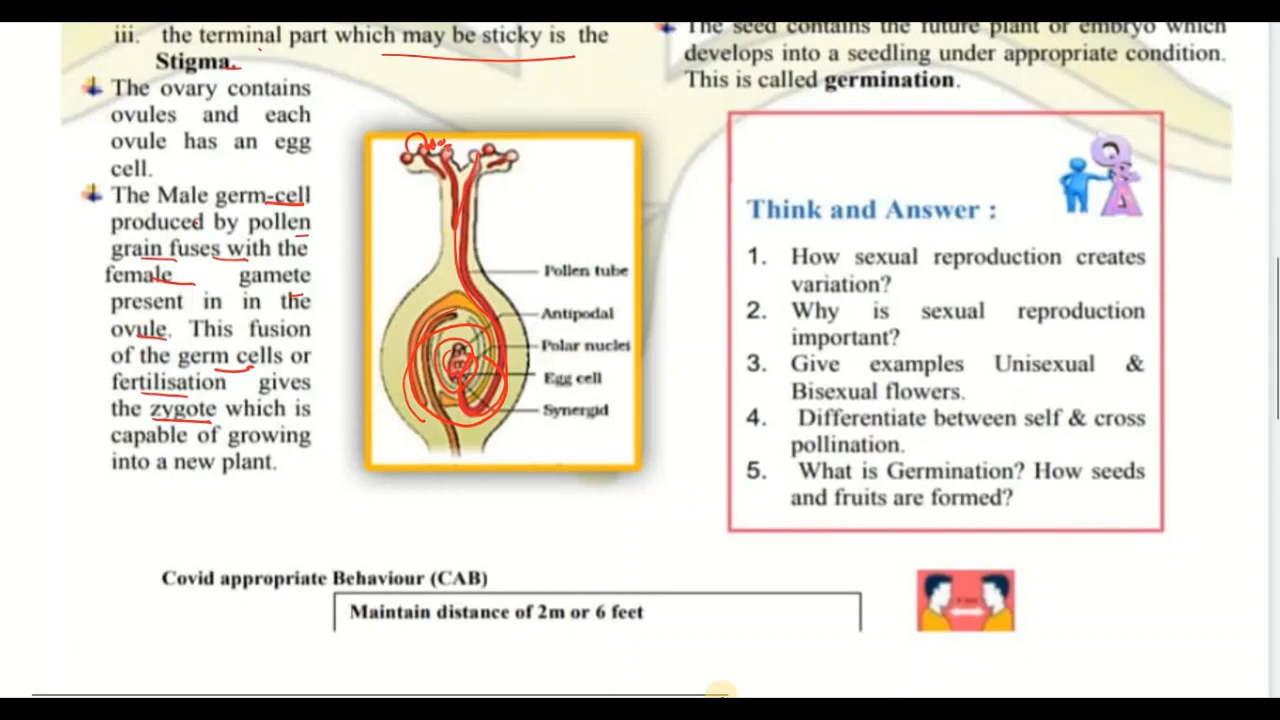 iii. the terminal part which may be sticky is the
Stigma.
The ovary contains
ovules and each
ovule has an egg
cell.
The Male germ-cell
produced by pollen
grain fuses with the
female gamete
present in in the
ovule. This fusion
of the germ cells or
fertilisation gives
the zygote which is
capable of growing
into a new plant.
Pollen tube
Antipodal
Polar nuclei
Egg cell
Synergid
The seed contains the future plant or embryo which
develops into a seedling under appropriate condition.
This is called germination.
Think and Answer :
1. How sexual reproduction creates
variation?
2. Why is sexual reproduction
important?
3. Give examples Unisexual &
Bisexual flowers.
4. Differentiate between self & cross
pollination.
5. What is Germination? How seeds
and fruits are formed?
Covid appropriate Behaviour (CAB)
Maintain distance of 2m or 6 feet